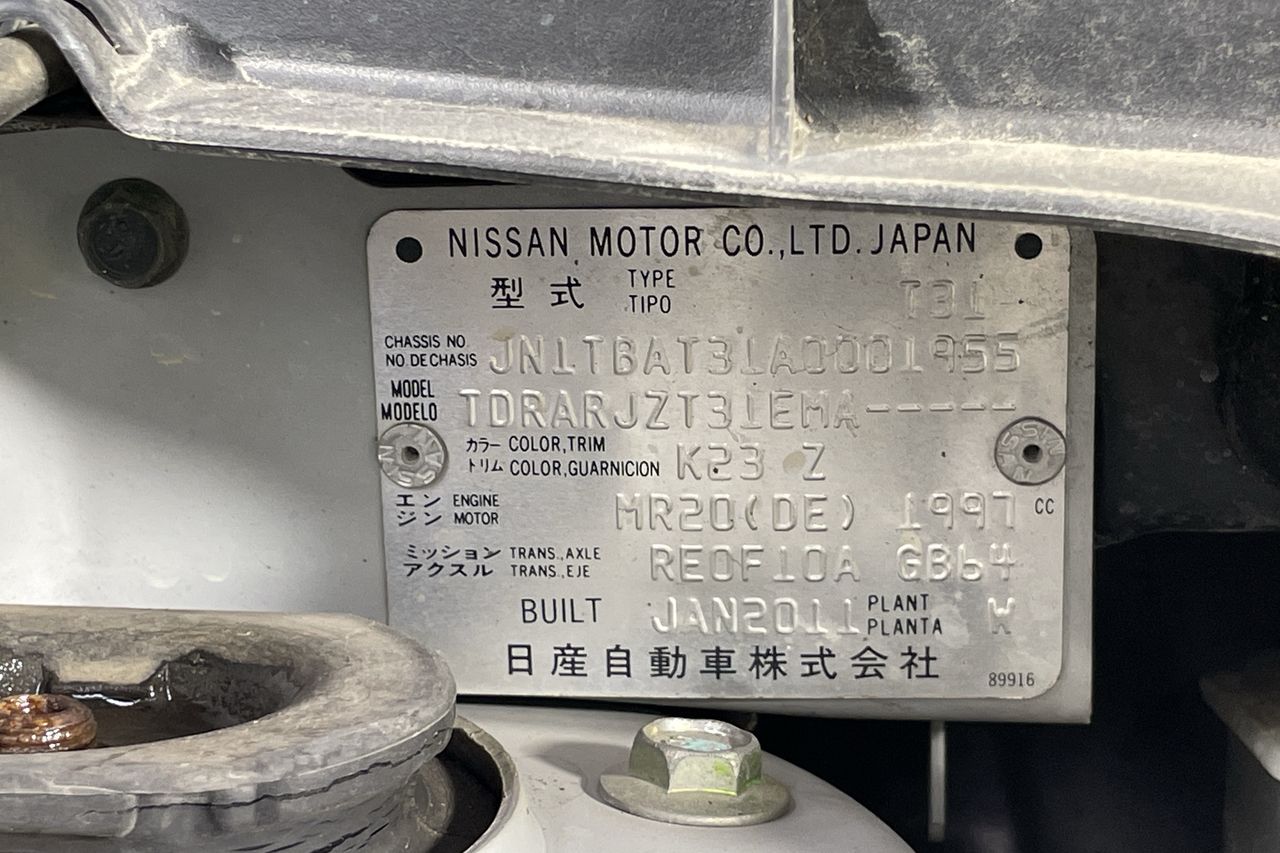 NISSAN MOTOR CO.,LTD. JAPAN
型式 TYPE TIPO T31
CHASSIS NO
NO DE CHASIS JN1TBAT31A0001955
MODEL
MODELO TDRARJZT31EMA-----
カラー COLOR,TRIM
トリム COLOR,GUARNICION K23 Z
エン ENGINE
ジン MOTOR MR20(DE) 1997 CC
ミッション TRANS.,AXLE
アクスル TRANS.,EJE RE0F10A GB64
BUILT JAN2011 PLANT
PLANTA W
日産自動車株式会社
89916
NISSAN
NISSAN